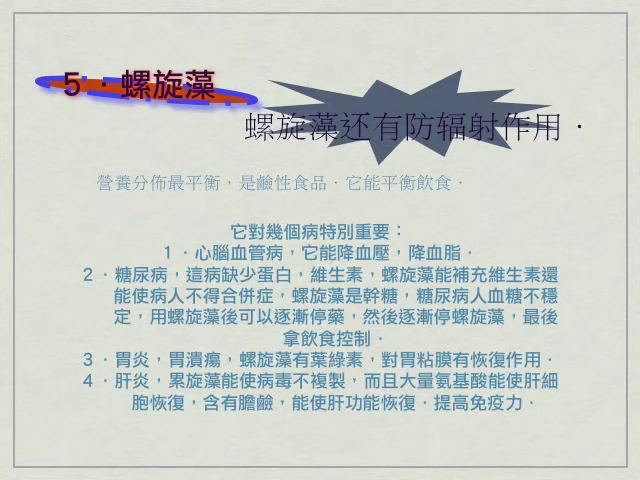 5．螺旋藻
螺旋藻还有防辐射作用．
營養分佈最平衡，是鹼性食品．它能平衡飲食．
它對幾個病特別重要：
1．心腦血管病，它能降血壓，降血脂．
2．糖尿病，這病缺少蛋白，維生素，螺旋藻能補充維生素還
能使病人不得合併症，螺旋藻是幹糖，糖尿病人血糖不穩
定，用螺旋藻後可以逐漸停藥，然後逐漸停螺旋藻，最後
拿飲食控制．
3．胃炎，胃潰瘍，螺旋藻有葉綠素，對胃粘膜有恢復作用．
4．肝炎，累旋藻能使病毒不複製，而且大量氨基酸能使肝細
胞恢復，含有膽鹼，能使肝功能恢復．提高免疫力．